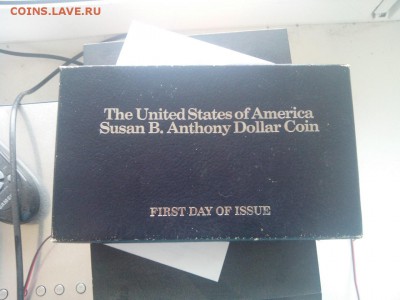 COINS.LAVE.RU
The United States of America
Susan B. Anthony Dollar Coin
FIRST DAY OF ISSUE